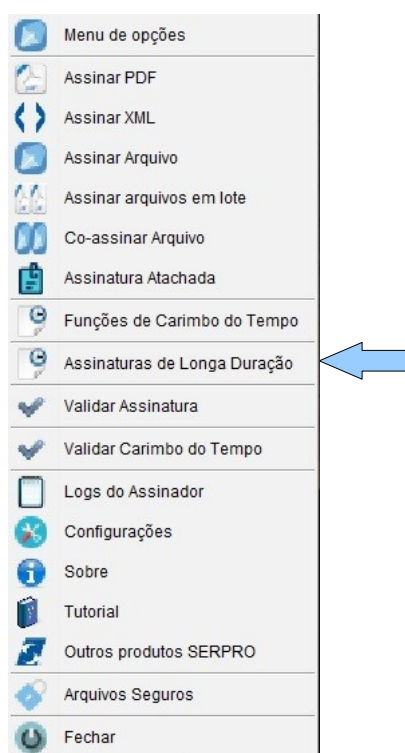 Menu de opções
Assinar PDF
Assinar XML
Assinar Arquivo
Assinar arquivos em lote
Co-assinar Arquivo
Assinatura Atachada
Funções de Carimbo do Tempo
Assinaturas de Longa Duração
Validar Assinatura
Validar Carimbo do Tempo
Logs do Assinador
Configurações
Sobre
Tutorial
Outros produtos SERPRO
Arquivos Seguros
Fechar